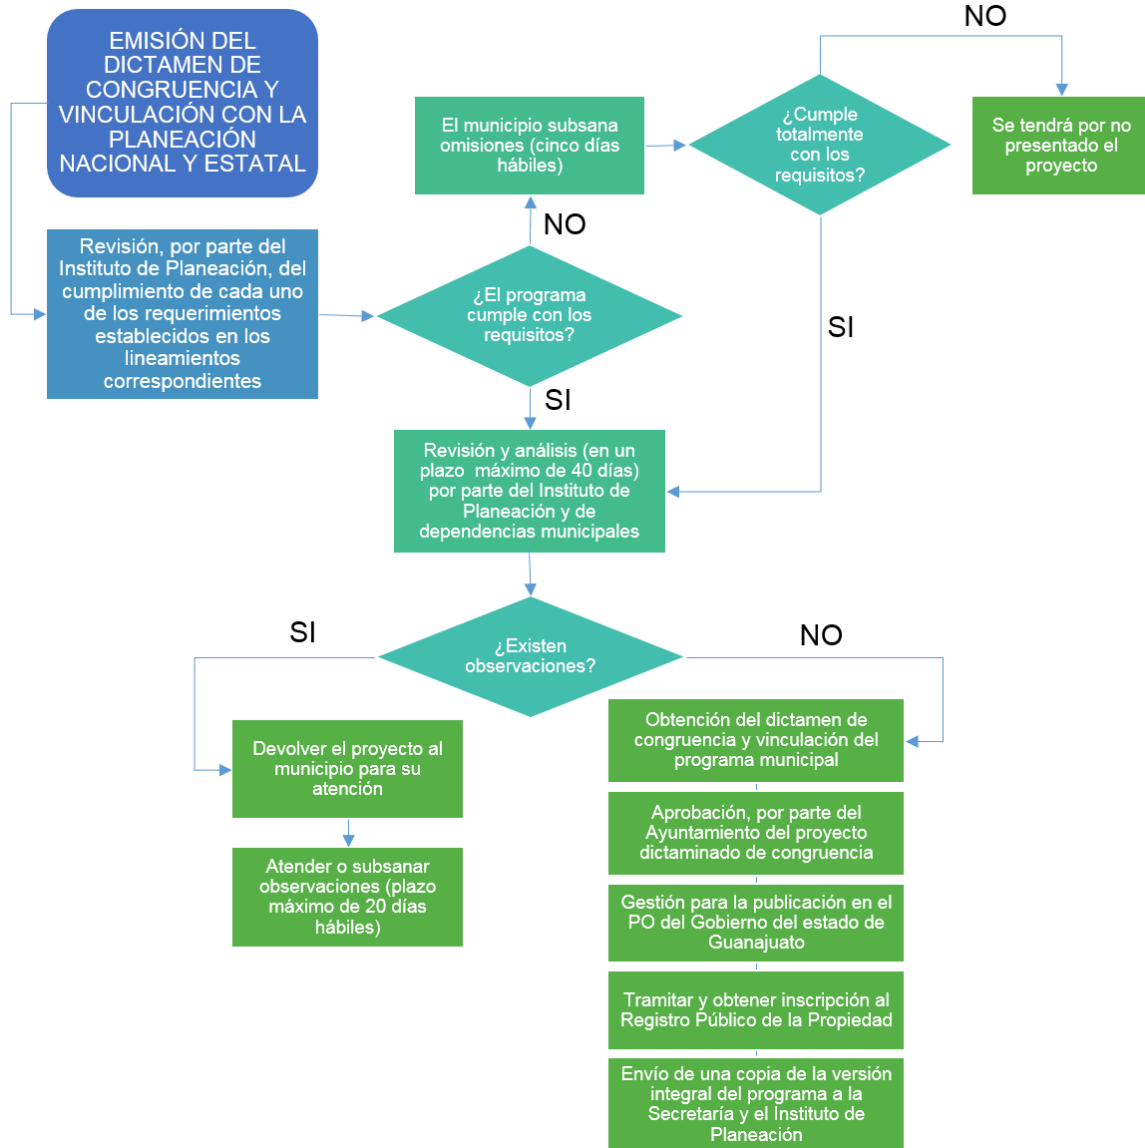 EMISIÓN DEL
DICTAMEN DE
CONGRUENCIA Y
VINCULACIÓN CON LA
PLANEACIÓN
NACIONAL Y ESTATAL
Revisión, por parte del
Instituto de Planeación, del
cumplimiento de cada uno
de los requerimientos
establecidos en los
lineamientos
correspondientes
¿El programa
cumple con los
requisitos?
NO
El municipio subsana
omisiones (cinco días
hábiles)
¿Cumple
totalmente
con los
requisitos?
NO
Se tendrá por no
presentado el
proyecto
SI
SI
Revisión y análisis (en un
plazo máximo de 40 días)
por parte del Instituto de
Planeación y de
dependencias municipales
¿Existen
observaciones?
SI
Devolver el proyecto al
municipio para su
atención
Atender o subsanar
observaciones (plazo
máximo de 20 días
hábiles)
NO
Obtención del dictamen de
congruencia y vinculación del
programa municipal
Aprobación, por parte del
Ayuntamiento del proyecto
dictaminado de congruencia
Gestión para la publicación en el
PO del Gobierno del estado de
Guanajuato
Tramitar y obtener inscripción al
Registro Público de la Propiedad
Envío de una copia de la versión
integral del programa a la
Secretaría y el Instituto de
Planeación